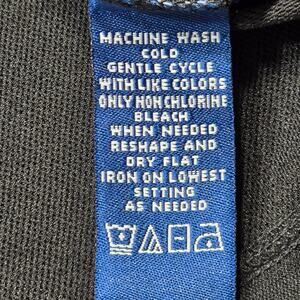 MACHINE WASH
COLD
GENTLE CYCLE
WITH LIKE COLORS
ONLY NON CHLORINE
BLEACH
WHEN NEEDED
RESHAPE AND
DRY FLAT
IRON ON LOWEST
SETTING
AS NEEDED